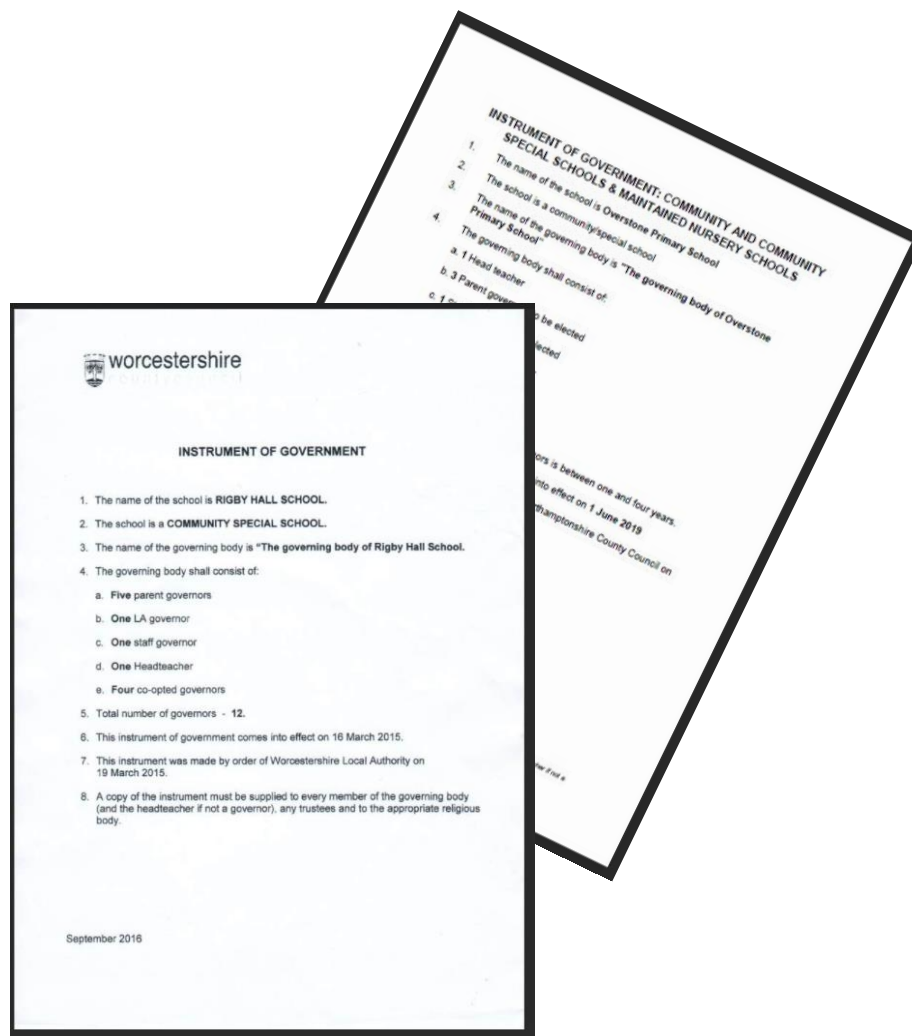 worcestershire
county council
INSTRUMENT OF GOVERNMENT
1. The name of the school is RIGBY HALL SCHOOL.
2. The school is a COMMUNITY SPECIAL SCHOOL.
3. The name of the governing body is "The governing body of Rigby Hall School.
4. The governing body shall consist of:
a. Five parent governors
b. One LA governor
c. One staff governor
d. One Headteacher
e. Four co-opted governors
5. Total number of governors - 12.
6. This instrument of government comes into effect on 16 March 2015.
7. This instrument was made by order of Worcestershire Local Authority on
19 March 2015.
8. A copy of the instrument must be supplied to every member of the governing body
(and the headteacher if not a governor), any trustees and to the appropriate religious
body.
September 2016
INSTRUMENT OF GOVERNMENT: COMMUNITY AND COMMUNITY
SPECIAL SCHOOLS & MAINTAINED NURSERY SCHOOLS
1. The name of the school is Overstone Primary School
2. The school is a community/special school
3. The name of the governing body is "The governing body of Overstone
Primary School"
4. The governing body shall consist of:
a. 1 Head teacher
b. 3 Parent to be elected
c. 1 elected
is between one and four years.
into effect on 1 June 2019
County Council on
if not a